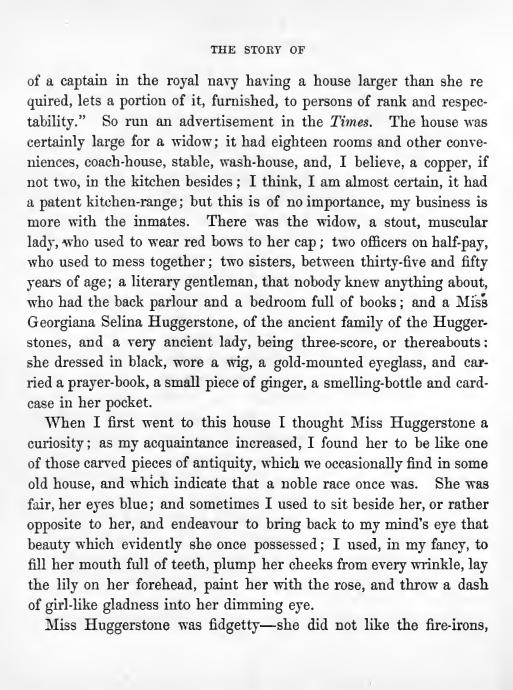 THE STORY OF
of a captain in the royal navy having a house larger than she re
quired, lets a portion of it, furnished, to persons of rank and respec-
tability.” So run an advertisement in the Times. The house was
certainly large for a widow; it had eighteen rooms and other conve-
niences, coach-house, stable, wash-house, and, I believe, a copper, if
not two, in the kitchen besides; I think, I am almost certain, it had
a patent kitchen-range; but this is of no importance, my business is
more with the inmates. There was the widow, a stout, muscular
lady, who used to wear red bows to her cap; two officers on half-pay,
who used to mess together; two sisters, between thirty-five and fifty
years of age; a literary gentleman, that nobody knew anything about,
who had the back parlour and a bedroom full of books; and a Miss
Georgiana Selina Huggerstone, of the ancient family of the Hugger-
stones, and a very ancient lady, being three-score, or thereabouts:
she dressed in black, wore a wig, a gold-mounted eyeglass, and car-
ried a prayer-book, a small piece of ginger, a smelling-bottle and card-
case in her pocket.
When I first went to this house I thought Miss Huggerstone a
curiosity; as my acquaintance increased, I found her to be like one
of those carved pieces of antiquity, which we occasionally find in some
old house, and which indicate that a noble race once was. She was
fair, her eyes blue; and sometimes I used to sit beside her, or rather
opposite to her, and endeavour to bring back to my mind’s eye that
beauty which evidently she once possessed; I used, in my fancy, to
fill her mouth full of teeth, plump her cheeks from every wrinkle, lay
the lily on her forehead, paint her with the rose, and throw a dash
of girl-like gladness into her dimming eye.
Miss Huggerstone was fidgetty—she did not like the fire-irons,